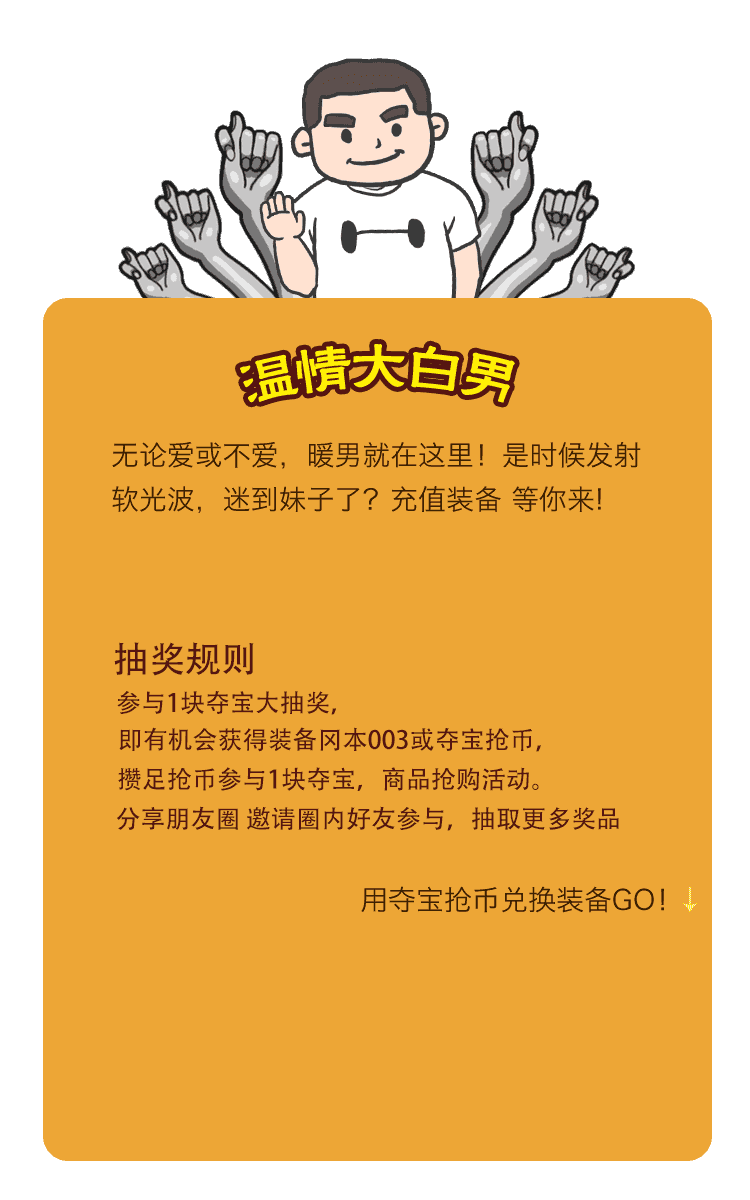 温情大白男
无论爱或不爱，暖男就在这里！是时候发射
软光波，迷到妹子了？充值装备 等你来!
抽奖规则
参与1块夺宝大抽奖,
即有机会获得装备冈本003或夺宝抢币,
攒足抢币参与1块夺宝，商品抢购活动。
分享朋友圈 邀请圈内好友参与，抽取更多奖品
用夺宝抢币兑换装备GO！↓